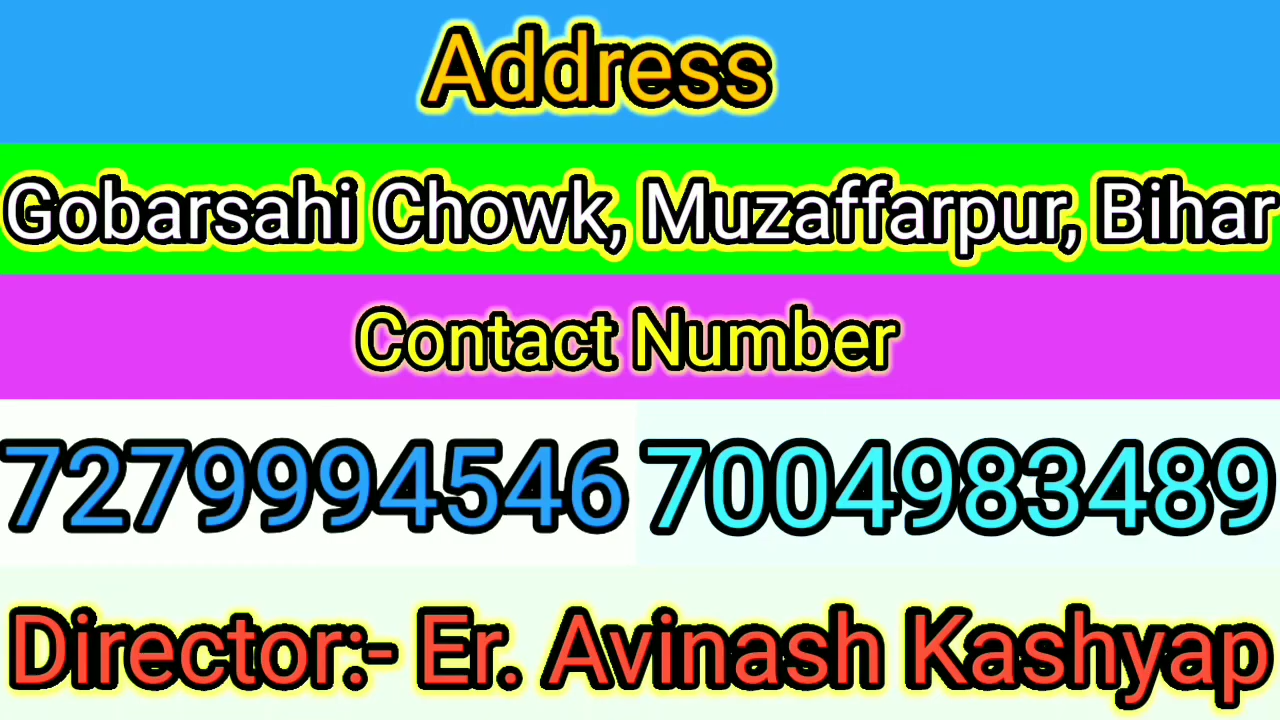 Address
Gobarsahi Chowk, Muzaffarpur, Bihar
Contact Number
7279994546 7004983489
Director:- Er. Avinash Kashyap